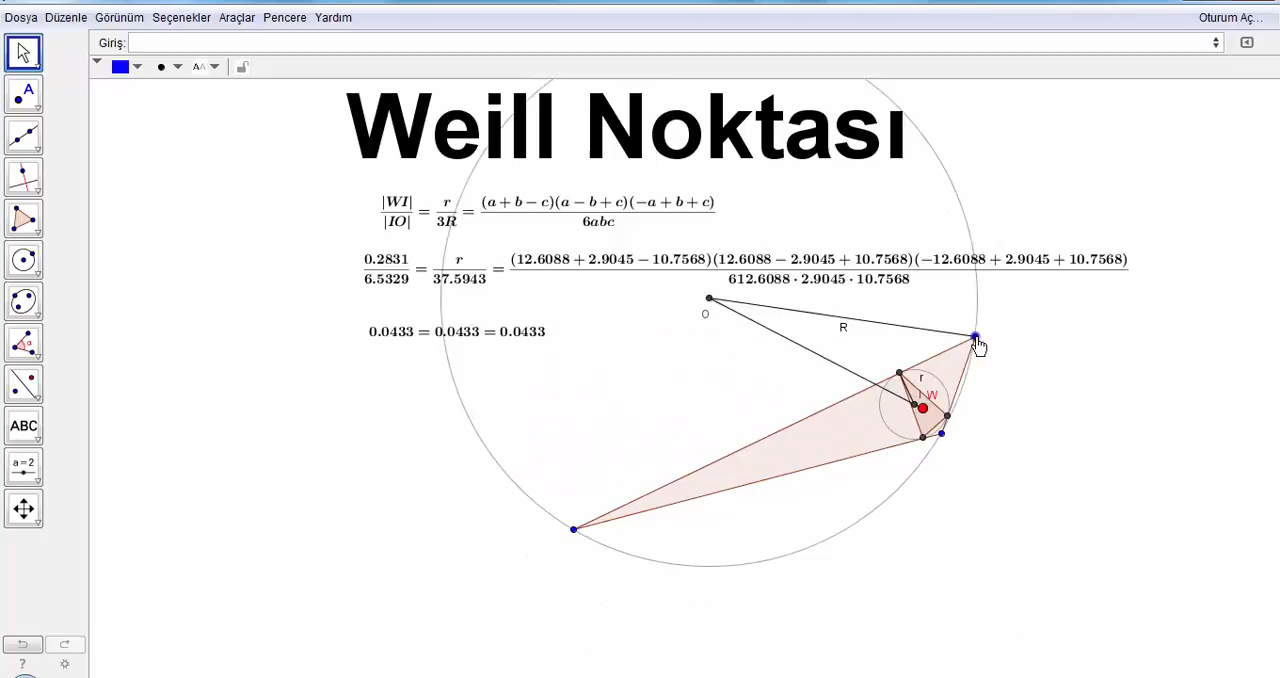 Dosya Düzenle Görünüm Seçenekler Araçlar Pencere Yardım Oturum Aç...
Giriş:
AA
A
Weill Noktası
|WI| / |IO| = r / 3R = (a + b − c)(a − b + c)(−a + b + c) / 6abc
0.2831 / 6.5329 = r / 37.5943 = (12.6088 + 2.9045 − 10.7568)(12.6088 − 2.9045 + 10.7568)(−12.6088 + 2.9045 + 10.7568) / 612.6088 · 2.9045 · 10.7568
O
R
0.0433 = 0.0433 = 0.0433
r
I W
α
ABC
a=2
?